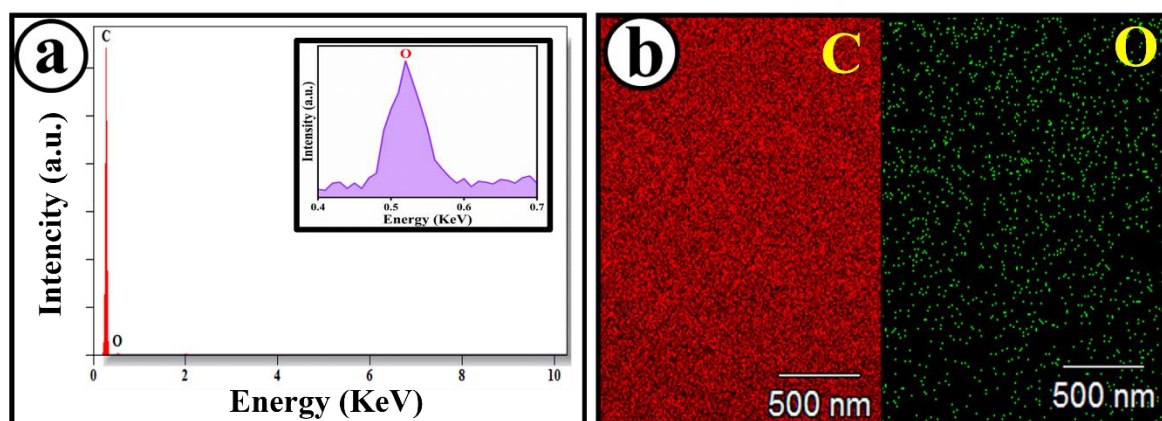 a
C
O
Intencity (a.u.)
0
2
4
6
8
10
Energy (KeV)
O
Intensity (a.u.)
0.4
0.5
0.6
0.7
Energy (KeV)
b
C
500 nm
O
500 nm